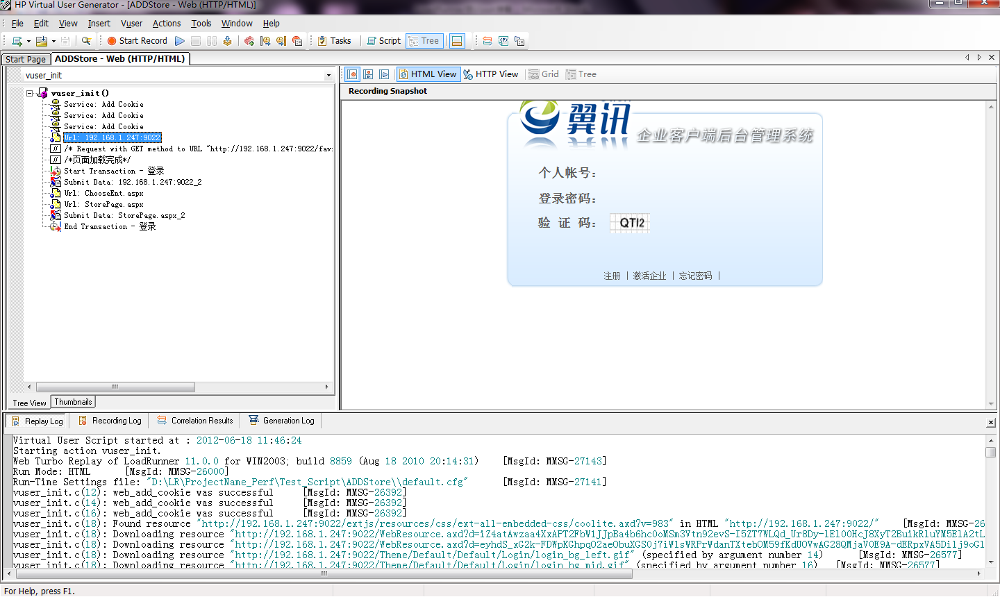 HP Virtual User Generator - [ADDStore - Web (HTTP/HTML)]
File Edit View Insert Vuser Actions Tools Window Help
Start Record Tasks Script Tree
Start Page ADDStore - Web (HTTP/HTML)
vuser_init
HTML View HTTP View Grid Tree
Recording Snapshot
vuser_init()
Service: Add Cookie
Service: Add Cookie
Service: Add Cookie
Url: 192.168.1.247:9022
/* Request with GET method to URL "http://192.168.1.247:9022/fav:
/*页面加载完成*/
Start Transaction - 登录
Submit Data: 192.168.1.247:9022_2
Url: ChooseEnt.aspx
Url: StorePage.aspx
Submit Data: StorePage.aspx_2
End Transaction - 登录
翼讯 企业客户端后台管理系统
个人帐号:
登录密码:
验 证 码: QTI2
注册 | 激活企业 | 忘记密码 |
Tree View Thumbnails
Replay Log Recording Log Correlation Results Generation Log
Virtual User Script started at : 2012-06-18 11:46:24
Starting action vuser_init.
Web Turbo Replay of LoadRunner 11.0.0 for WIN2003; build 8859 (Aug 18 2010 20:14:31) [MsgId: MMSG-27143]
Run Mode: HTML [MsgId: MMSG-26000]
Run-Time Settings file: "D:\LR\ProjectName_Perf\Test_Script\ADDStore\\default.cfg" [MsgId: MMSG-27141]
vuser_init.c(12): web_add_cookie was successful [MsgId: MMSG-26392]
vuser_init.c(14): web_add_cookie was successful [MsgId: MMSG-26392]
vuser_init.c(16): web_add_cookie was successful [MsgId: MMSG-26392]
vuser_init.c(18): Found resource "http://192.168.1.247:9022/extjs/resources/css/ext-all-embedded-css/coolite.axd?v=983" in HTML "http://192.168.1.247:9022/" [MsgId: MMSG-26
vuser_init.c(18): Downloading resource "http://192.168.1.247:9022/WebResource.axd?d=
vuser_init.c(18): Downloading resource "http://192.168.1.247:9022/WebResource.axd?d=
vuser_init.c(18): Downloading resource "http://192.168.1.247:9022/Theme/Default/Default/Login/login_bg_left.gif" (specified by argument number 14) [MsgId: MMSG-26577]
vuser_init.c(18): Downloading resource "http://192.168.1.247:9022/Theme/Default/Default/Login/login_bg_mid.gif" (specified by argument number 16) [MsgId: MMSG-26577]
For Help, press F1.